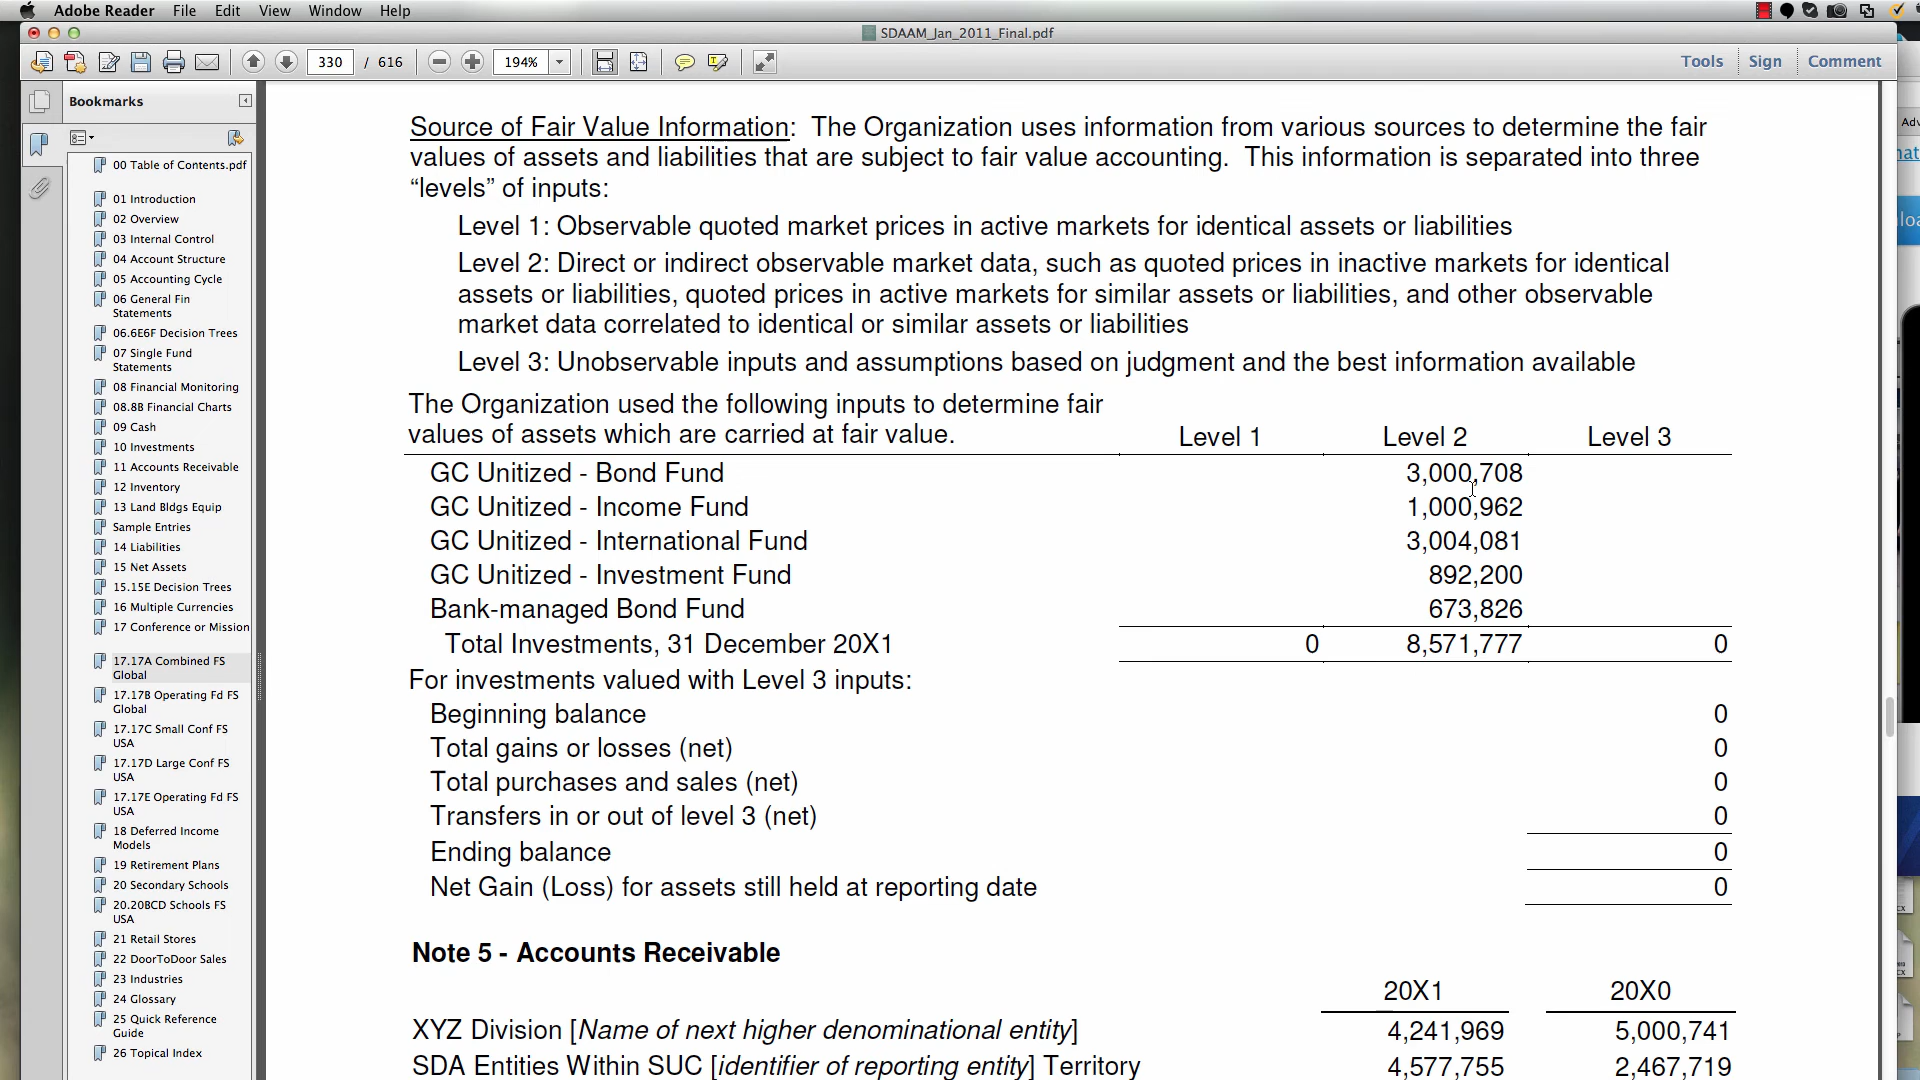 Adobe Reader File Edit View Window Help
SDAAM_Jan_2011_Final.pdf
330 / 616 194% Tools Sign Comment
Bookmarks
00 Table of Contents.pdf
01 Introduction
02 Overview
03 Internal Control
04 Account Structure
05 Accounting Cycle
06 General Fin
Statements
06.6E6F Decision Trees
07 Single Fund
Statements
08 Financial Monitoring
08.8B Financial Charts
09 Cash
10 Investments
11 Accounts Receivable
12 Inventory
13 Land Bldgs Equip
Sample Entries
14 Liabilities
15 Net Assets
15.15E Decision Trees
16 Multiple Currencies
17 Conference or Mission
17.17A Combined FS
Global
17.17B Operating Fd FS
Global
17.17C Small Conf FS
USA
17.17D Large Conf FS
USA
17.17E Operating Fd FS
USA
18 Deferred Income
Models
19 Retirement Plans
20 Secondary Schools
20.20BCD Schools FS
USA
21 Retail Stores
22 DoorToDoor Sales
23 Industries
24 Glossary
25 Quick Reference
Guide
26 Topical Index
Source of Fair Value Information: The Organization uses information from various sources to determine the fair
values of assets and liabilities that are subject to fair value accounting. This information is separated into three
“levels” of inputs:
Level 1: Observable quoted market prices in active markets for identical assets or liabilities
Level 2: Direct or indirect observable market data, such as quoted prices in inactive markets for identical
assets or liabilities, quoted prices in active markets for similar assets or liabilities, and other observable
market data correlated to identical or similar assets or liabilities
Level 3: Unobservable inputs and assumptions based on judgment and the best information available
The Organization used the following inputs to determine fair
values of assets which are carried at fair value. Level 1 Level 2 Level 3
GC Unitized - Bond Fund 3,000,708
GC Unitized - Income Fund 1,000,962
GC Unitized - International Fund 3,004,081
GC Unitized - Investment Fund 892,200
Bank-managed Bond Fund 673,826
Total Investments, 31 December 20X1 0 8,571,777 0
For investments valued with Level 3 inputs:
Beginning balance 0
Total gains or losses (net) 0
Total purchases and sales (net) 0
Transfers in or out of level 3 (net) 0
Ending balance 0
Net Gain (Loss) for assets still held at reporting date 0
Note 5 - Accounts Receivable
20X1 20X0
XYZ Division [Name of next higher denominational entity] 4,241,969 5,000,741
SDA Entities Within SUC [identifier of reporting entity] Territory 4,577,755 2,467,719